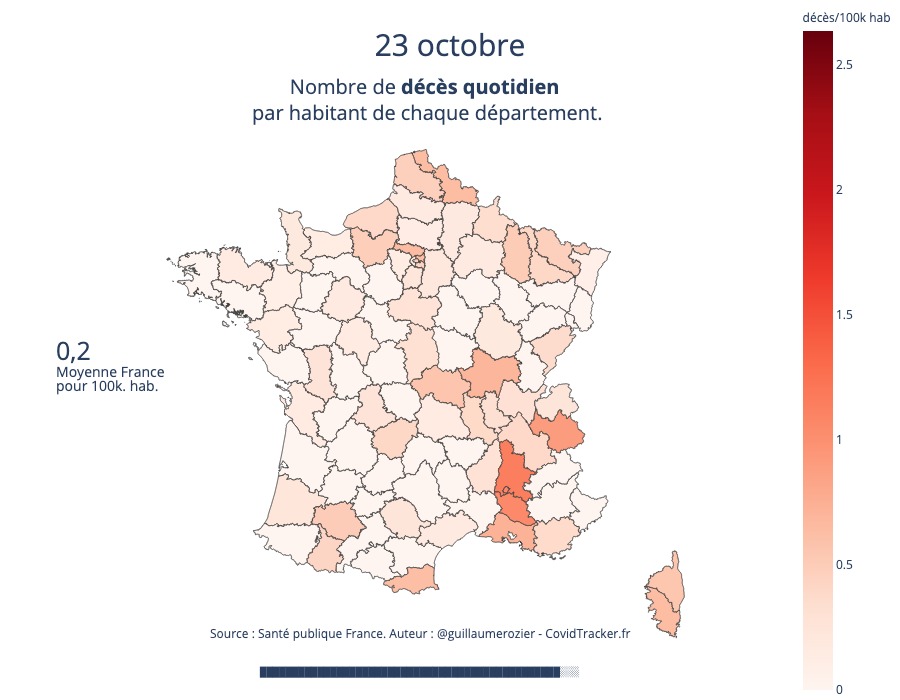 décès/100k hab
23 octobre
Nombre de décès quotidien
par habitant de chaque département.
2.5
2
1.5
1
0.5
0
0,2
Moyenne France
pour 100k. hab.
Source : Santé publique France. Auteur : @guillaumerozier - CovidTracker.fr